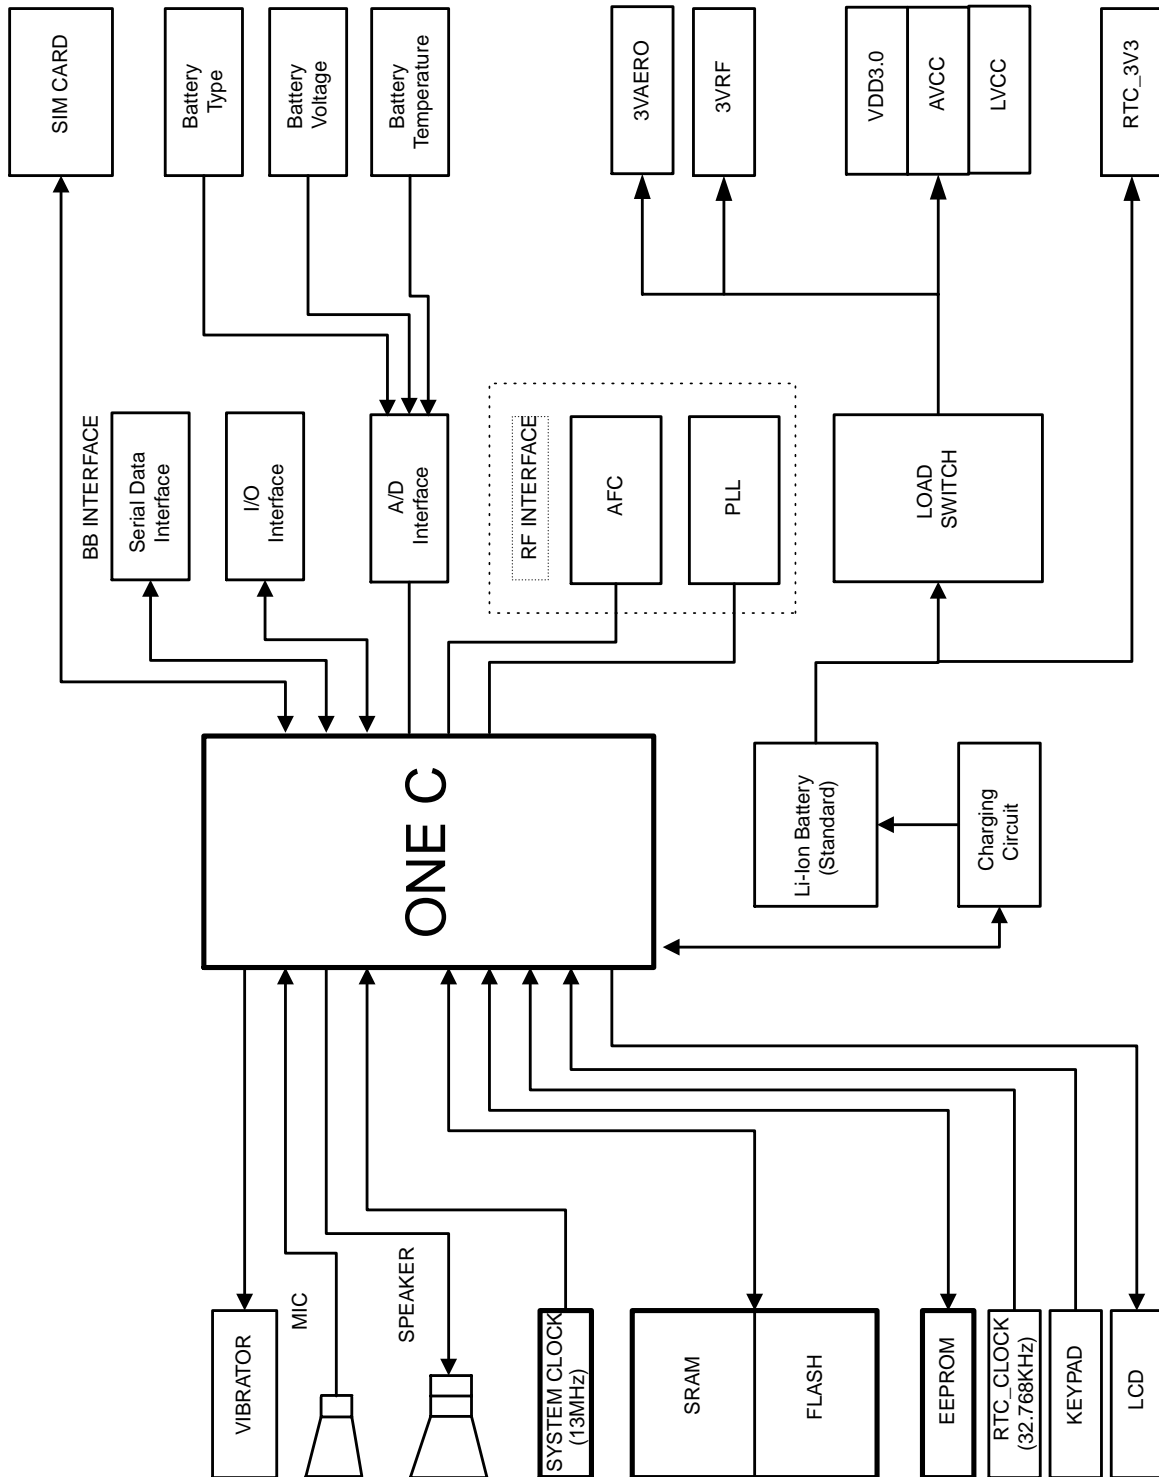 VIBRATOR
MIC
SPEAKER
SYSTEM CLOCK
(13MHz)
SRAM
FLASH
EEPROM
RTC_CLOCK
(32.768KHz)
KEYPAD
LCD
ONE C
Li-Ion Battery
(Standard)
Charging
Circuit
BB INTERFACE
Serial Data
Interface
I/O
Interface
A/D
Interface
RF INTERFACE
AFC
PLL
LOAD
SWITCH
SIM CARD
Battery
Type
Battery
Voltage
Battery
Temperature
3VAERO
3VRF
VDD3.0
AVCC
LVCC
RTC_3V3